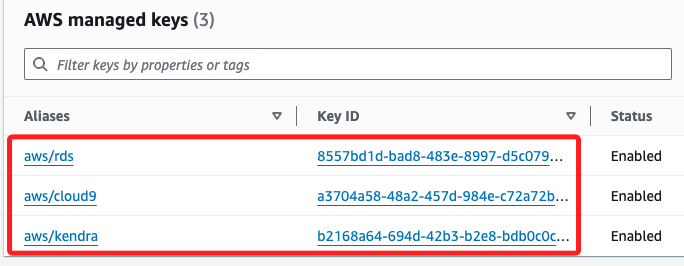 AWS managed keys (3)
Filter keys by properties or tags
Aliases Key ID Status
aws/rds 8557bd1d-bad8-483e-8997-d5c079... Enabled
aws/cloud9 a3704a58-48a2-457d-984e-c72a72b... Enabled
aws/kendra b2168a64-694d-42b3-b2e8-bdb0c0c... Enabled